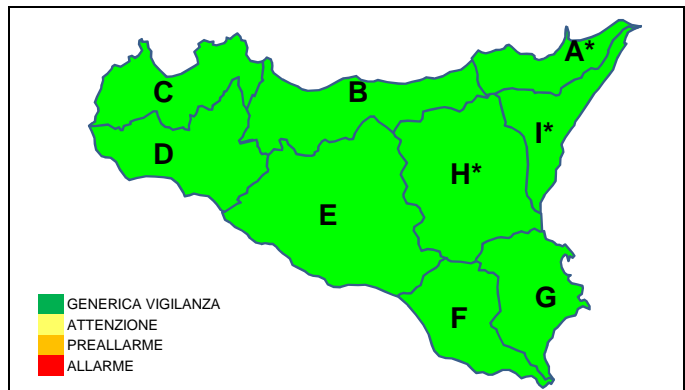 A*
C
B
I*
D
H*
E
G
F
GENERICA VIGILANZA
ATTENZIONE
PREALLARME
ALLARME